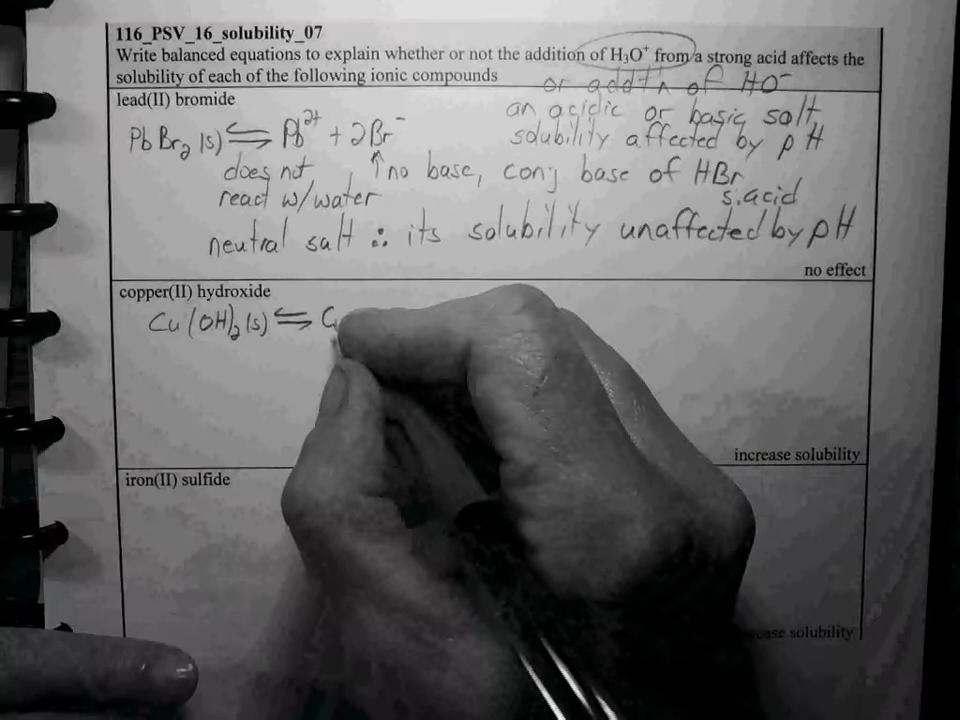 116_PSV_16_solubility_07
Write balanced equations to explain whether or not the addition of H₃O⁺ from a strong acid affects the
solubility of each of the following ionic compounds
or addt'n of HO⁻
lead(II) bromide
an acidic or basic salt,
PbBr₂(s) ⇌ Pb²⁺ + 2Br⁻
solubility affected by pH
does not
↑ no base, conj base of HBr
react w/water
s.acid
neutral salt ∴ its solubility unaffected by pH
no effect
copper(II) hydroxide
Cu(OH)₂(s) ⇌ C
increase solubility
iron(II) sulfide
solubility